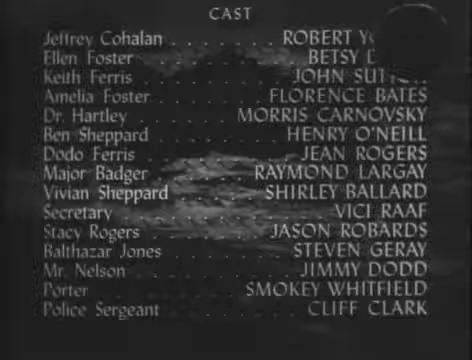 CAST
Jeffrey Cohalan . . . . . . . . ROBERT
Ellen Foster . . . . . . . . . . BETSY
Keith Ferris . . . . . . . . . JOHN
Amelia Foster . . . . . . . FLORENCE BATES
Dr. Hartley . . . . . . MORRIS CARNOVSKY
Ben Sheppard . . . . . . . . HENRY O'NEILL
Dodo Ferris . . . . . . . . . . JEAN ROGERS
Major Badger . . . . . . RAYMOND LARGAY
Vivian Sheppard . . . . . SHIRLEY BALLARD
Secretary . . . . . . . . . . . . . VICI RAAF
Stacy Rogers . . . . . . . JASON ROBARDS
Balthazar Jones . . . . . . . STEVEN GERAY
Mr. Nelson . . . . . . . . . . JIMMY DODD
Porter . . . . . . . . SMOKEY WHITFIELD
Police Sergeant . . . . . . . . CLIFF CLARK